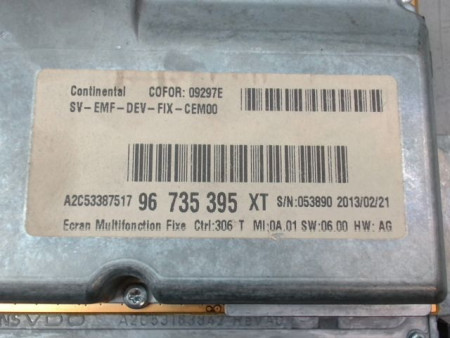 Continental COFOR: 09297E
SV-EMF-DEV-FIX-CEM00
A2C53387517 96 735 395 XT S/N:053890 2013/02/21
Ecran Multifonction Fixe Ctrl:306 T MI:0A.01 SW:06.00 HW: AG
VDO